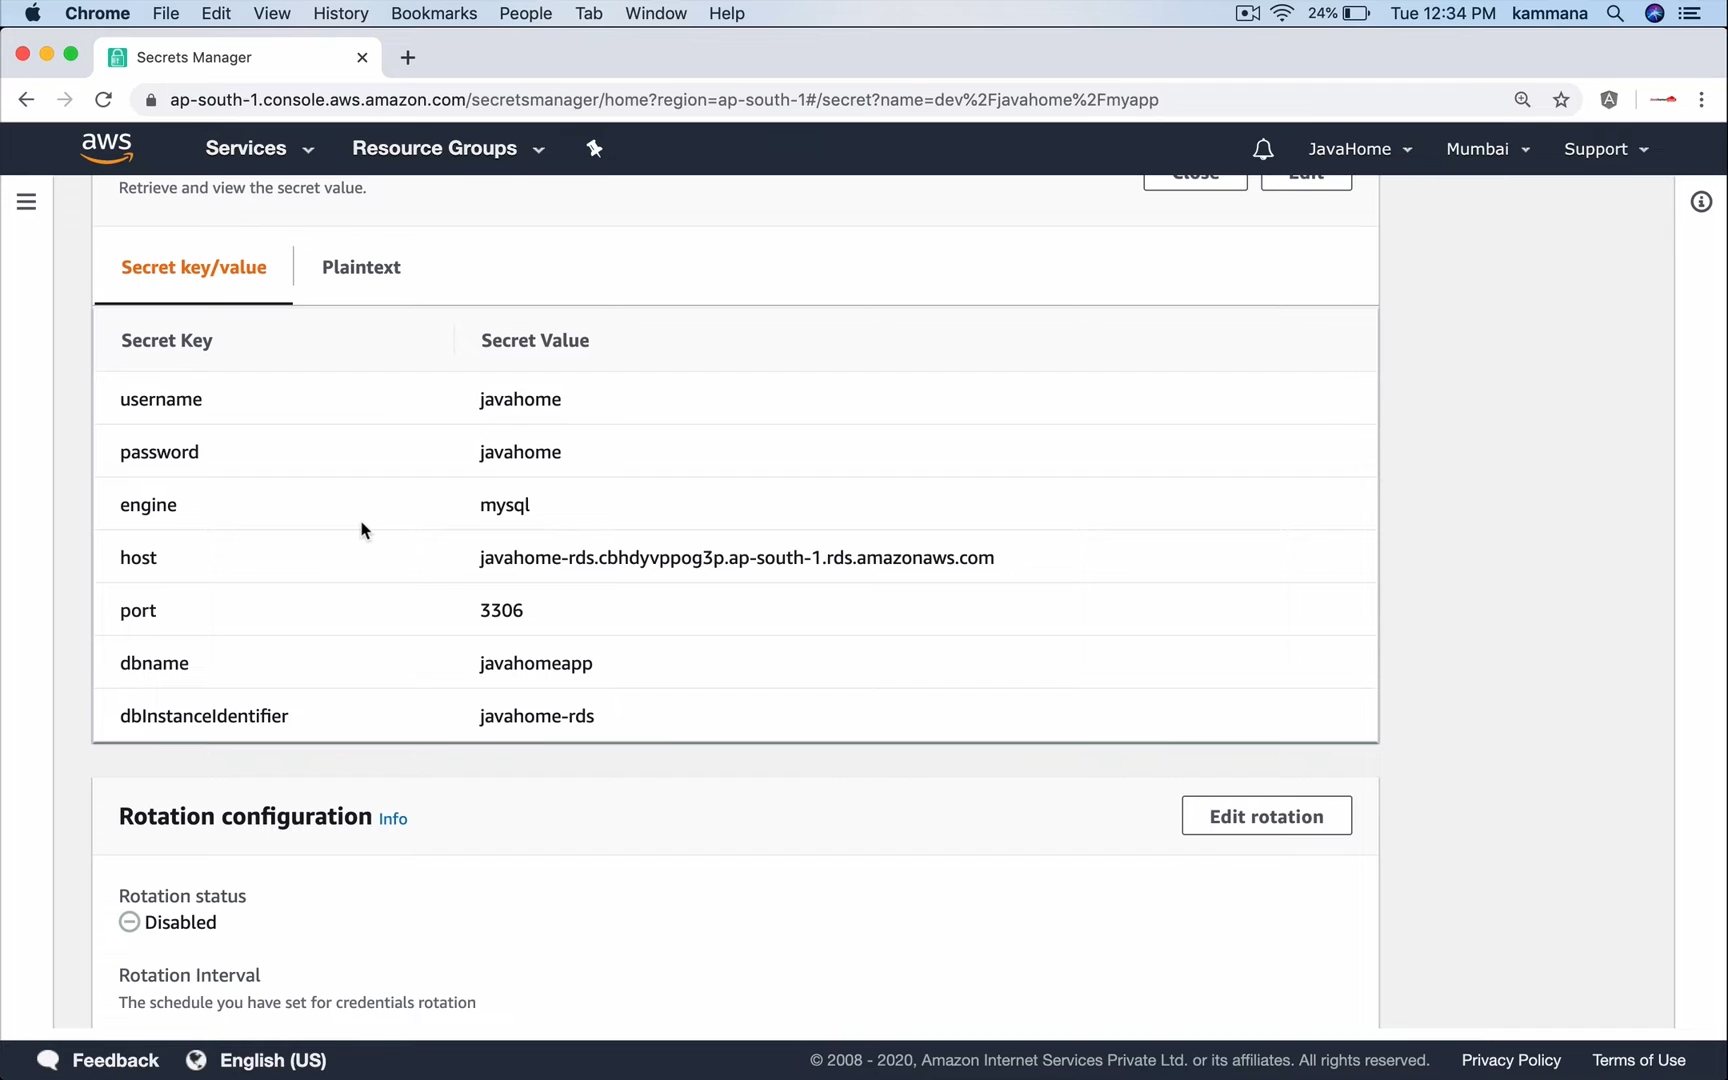 Chrome File Edit View History Bookmarks People Tab Window Help 24% Tue 12:34 PM kammana
Secrets Manager
ap-south-1.console.aws.amazon.com/secretsmanager/home?region=ap-south-1#/secret?name=dev%2Fjavahome%2Fmyapp
aws Services Resource Groups JavaHome Mumbai Support
Retrieve and view the secret value. Close Edit
Secret key/value Plaintext
Secret Key Secret Value
username javahome
password javahome
engine mysql
host javahome-rds.cbhdyvppog3p.ap-south-1.rds.amazonaws.com
port 3306
dbname javahomeapp
dbInstanceIdentifier javahome-rds
Rotation configuration Info Edit rotation
Rotation status
Disabled
Rotation Interval
The schedule you have set for credentials rotation
Feedback English (US) © 2008 - 2020, Amazon Internet Services Private Ltd. or its affiliates. All rights reserved. Privacy Policy Terms of Use